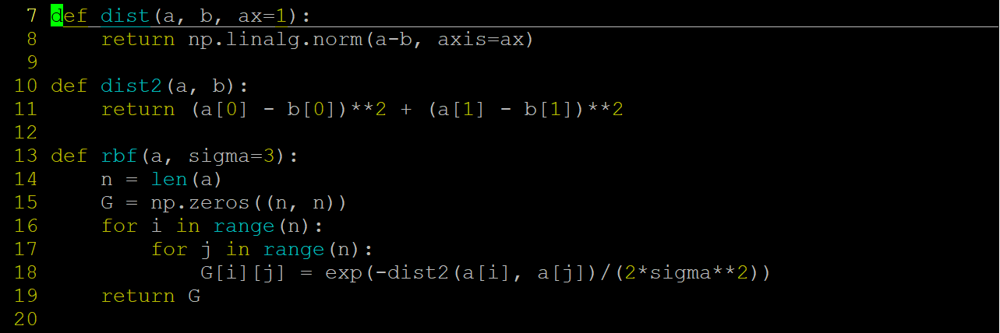 7 def dist(a, b, ax=1):
8     return np.linalg.norm(a-b, axis=ax)
9
10 def dist2(a, b):
11     return (a[0] - b[0])**2 + (a[1] - b[1])**2
12
13 def rbf(a, sigma=3):
14     n = len(a)
15     G = np.zeros((n, n))
16     for i in range(n):
17         for j in range(n):
18             G[i][j] = exp(-dist2(a[i], a[j])/(2*sigma**2))
19     return G
20